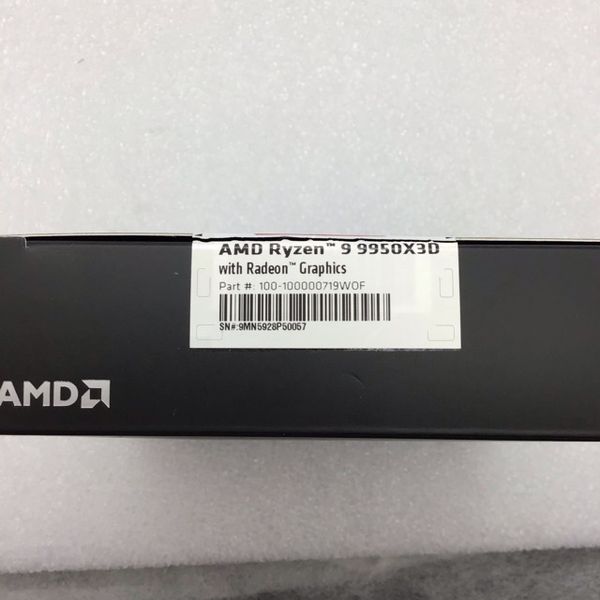 AMD Ryzen™ 9 9950X3D
with Radeon™ Graphics
Part #: 100-100000719WOF
SN#:9MN5928P50057
AMD